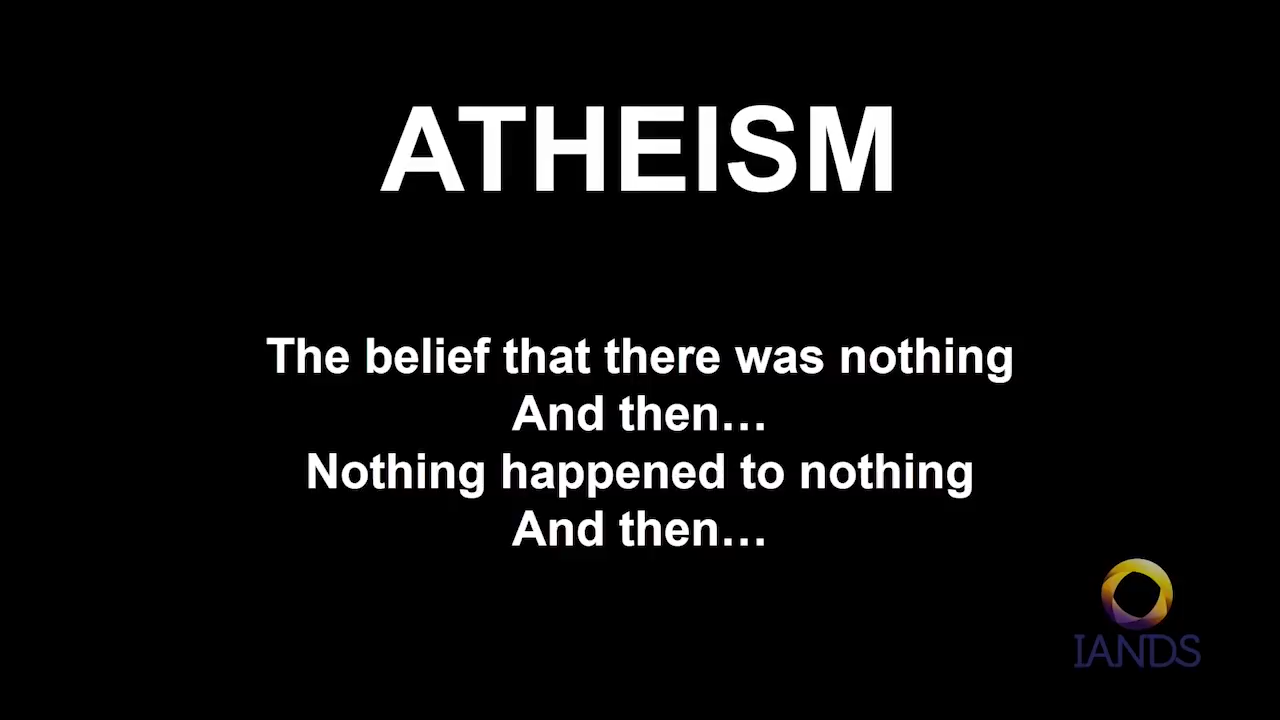 ATHEISM
The belief that there was nothing
And then…
Nothing happened to nothing
And then…
IANDS